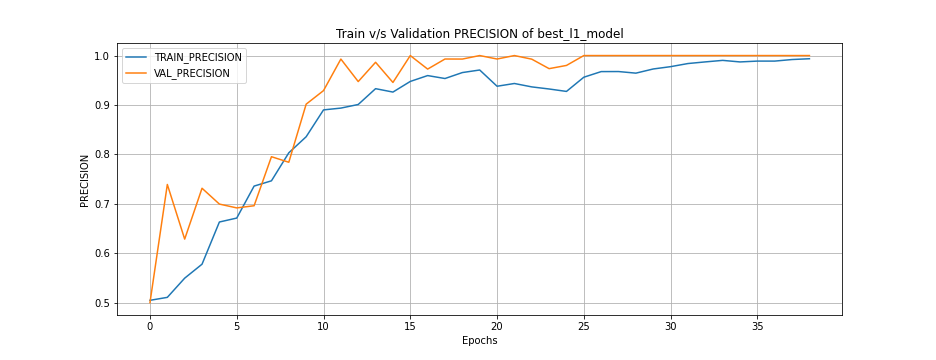 Train v/s Validation PRECISION of best_l1_model
TRAIN_PRECISION
VAL_PRECISION
1.0
0.9
0.8
0.7
0.6
0.5
PRECISION
0 5 10 15 20 25 30 35
Epochs